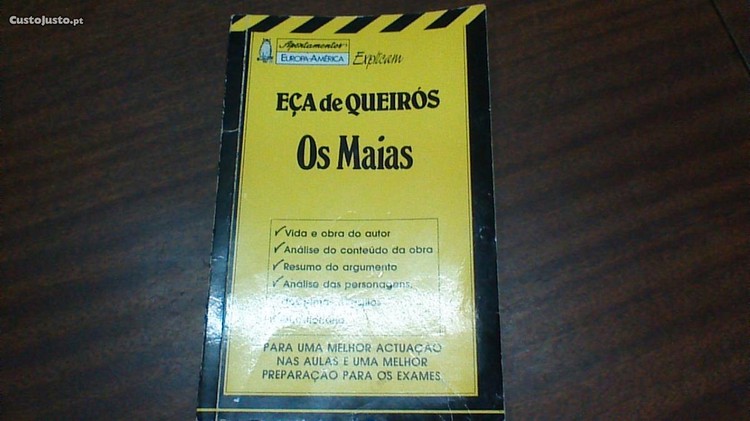 CustoJusto.pt
Apontamentos
EUROPA-AMÉRICA Explicam
EÇA de QUEIRÓS
Os Maias
✓Vida e obra do autor
✓Análise do conteúdo da obra
✓Resumo do argumento
✓Análise das personagens,
PARA UMA MELHOR ACTUAÇÃO
NAS AULAS E UMA MELHOR
PREPARAÇÃO PARA OS EXAMES